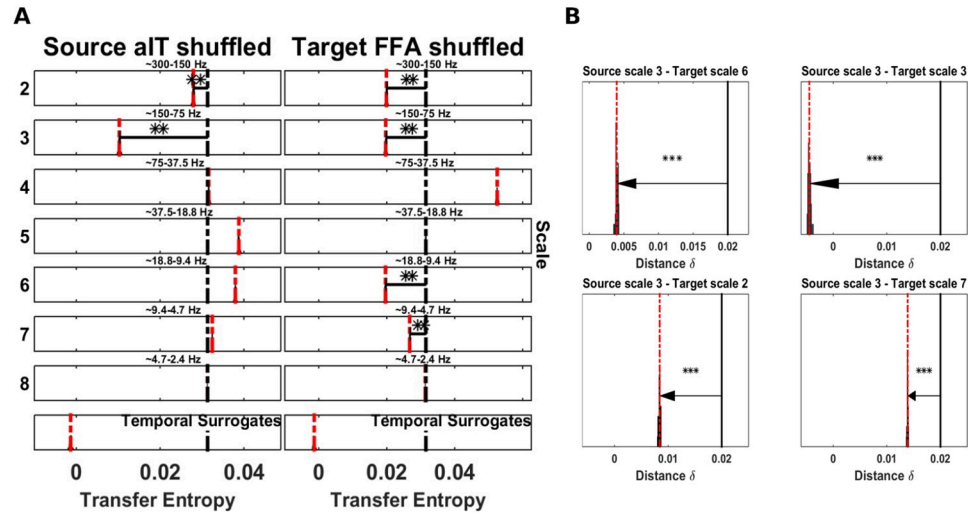 A
B
Source aIT shuffled
Target FFA shuffled
~300-150 Hz
~300-150 Hz
2
**
**
~150-75 Hz
~150-75 Hz
3
**
**
~75-37.5 Hz
~75-37.5 Hz
4
~37.5-18.8 Hz
~37.5-18.8 Hz
5
~18.8-9.4 Hz
~18.8-9.4 Hz
6
**
~9.4-4.7 Hz
~9.4-4.7 Hz
7
**
~4.7-2.4 Hz
~4.7-2.4 Hz
8
Temporal Surrogates
Temporal Surrogates
0 0.02 0.04
0 0.02 0.04
Transfer Entropy
Transfer Entropy
Scale
Source scale 3 - Target scale 6
***
0 0.005 0.01 0.015 0.02
Distance δ
Source scale 3 - Target scale 3
***
0 0.01 0.02
Distance δ
Source scale 3 - Target scale 2
***
0 0.01 0.02
Distance δ
Source scale 3 - Target scale 7
***
0 0.01 0.02
Distance δ